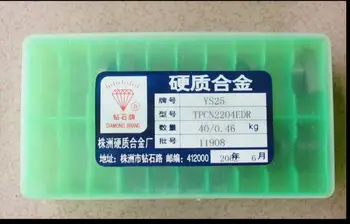 硬质合金
钻石牌
DIAMOND BRAND
牌号 YS25
型号 TPCN2204EDR
数量 40/0.46 kg
批号 11908
株洲硬质合金厂
地址:株洲市钻石路 邮编:412000
年 6月